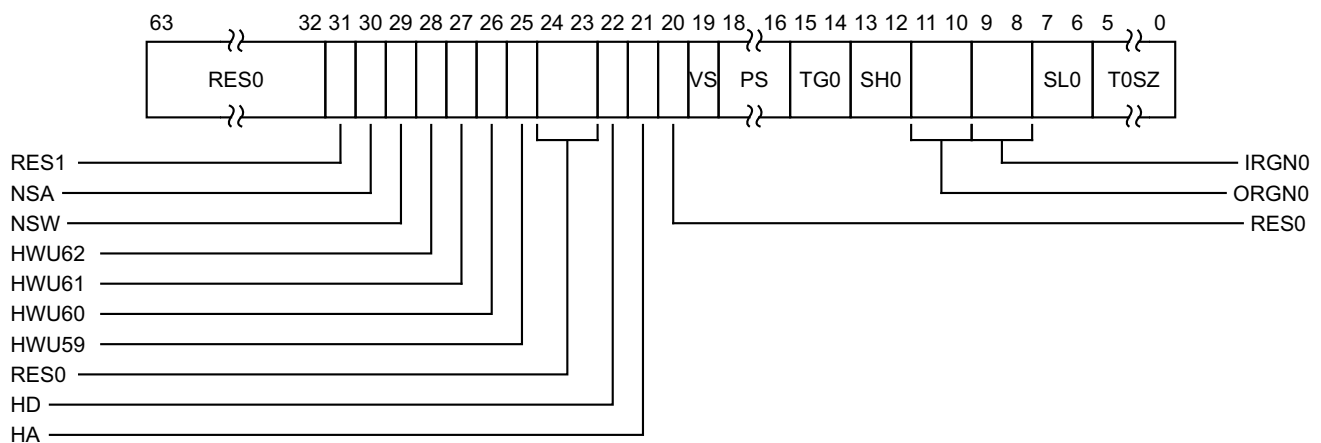 63 32 31 30 29 28 27 26 25 24 23 22 21 20 19 18 16 15 14 13 12 11 10 9 8 7 6 5 0
RES0 VS PS TG0 SH0 SL0 T0SZ
RES1 IRGN0
NSA ORGN0
NSW RES0
HWU62
HWU61
HWU60
HWU59
RES0
HD
HA